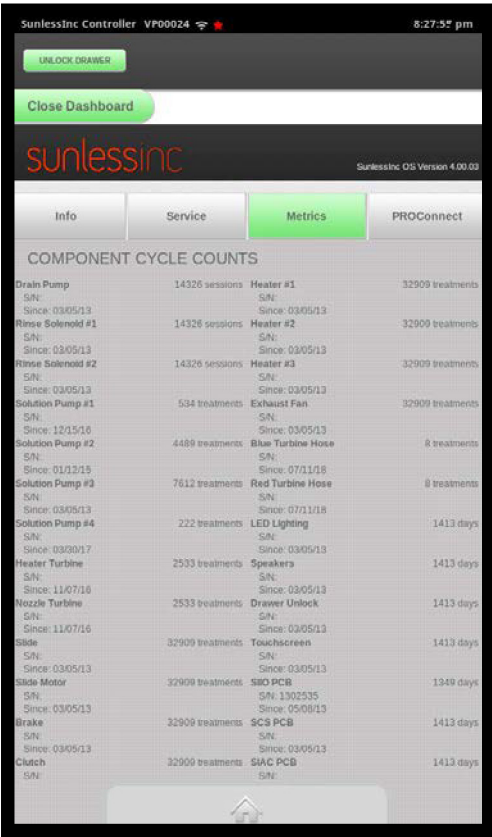 SunlessInc Controller VP00024
8:27:55 pm
UNLOCK DRAWER
Close Dashboard
sunlessinc
SunlessInc OS Version 4.00.03
Info
Service
Metrics
PROConnect
COMPONENT CYCLE COUNTS
Drain Pump 14326 sessions
S/N:
Since: 03/05/13
Rinse Solenoid #1 14326 sessions
S/N:
Since: 03/05/13
Rinse Solenoid #2 14326 sessions
S/N:
Since: 03/05/13
Solution Pump #1 534 treatments
S/N:
Since: 12/15/16
Solution Pump #2 4489 treatments
S/N:
Since: 01/12/15
Solution Pump #3 7612 treatments
S/N:
Since: 03/05/13
Solution Pump #4 222 treatments
S/N:
Since: 03/30/17
Heater Turbine 2533 treatments
S/N:
Since: 11/07/16
Nozzle Turbine 2533 treatments
S/N:
Since: 11/07/16
Slide 32909 treatments
S/N:
Since: 03/05/13
Slide Motor 32909 treatments
S/N:
Since: 03/05/13
Brake 32909 treatments
S/N:
Since: 03/05/13
Clutch 32909 treatments
S/N:
Heater #1 32909 treatments
S/N:
Since: 03/05/13
Heater #2 32909 treatments
S/N:
Since: 03/05/13
Heater #3 32909 treatments
S/N:
Since: 03/05/13
Exhaust Fan 32909 treatments
S/N:
Since: 03/05/13
Blue Turbine Hose 8 treatments
S/N:
Since: 07/11/18
Red Turbine Hose 8 treatments
S/N:
Since: 07/11/18
LED Lighting 1413 days
S/N:
Since: 03/05/13
Speakers 1413 days
S/N:
Since: 03/05/13
Drawer Unlock 1413 days
S/N:
Since: 03/05/13
Touchscreen 1413 days
S/N:
Since: 03/05/13
SIIO PCB 1349 days
S/N: 1302535
Since: 05/08/13
SCS PCB 1413 days
S/N:
Since: 03/05/13
SIAC PCB 1413 days
S/N: